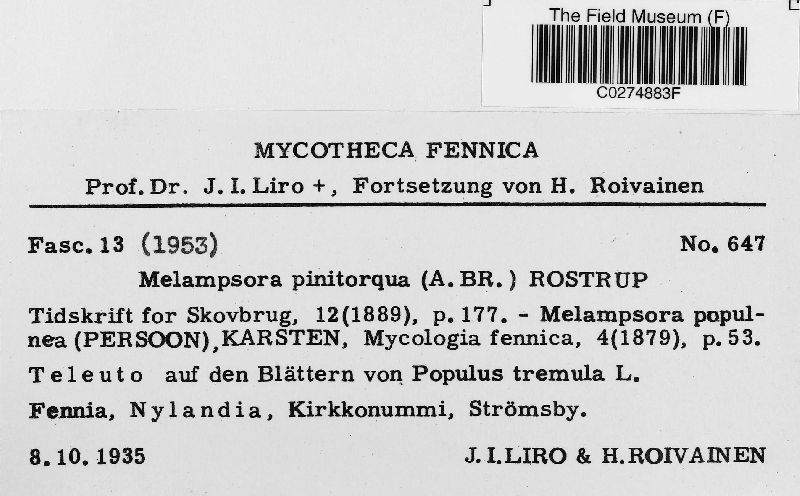 The Field Museum (F)
C0274883F
MYCOTHECA FENNICA
Prof. Dr. J. I. Liro +, Fortsetzung von H. Roivainen
Fasc. 13 (1953) No. 647
Melampsora pinitorqua (A. BR.) ROSTRUP
Tidskrift for Skovbrug, 12(1889), p. 177. - Melampsora popul-
nea (PERSOON), KARSTEN, Mycologia fennica, 4(1879), p. 53.
Teleuto auf den Blättern von Populus tremula L.
Fennia, Nylandia, Kirkkonummi, Strömsby.
8. 10. 1935 J. I. LIRO & H. ROIVAINEN